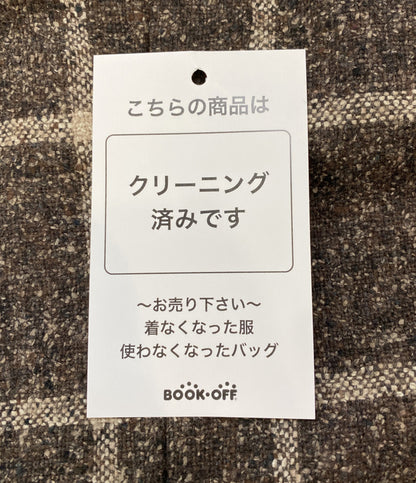 こちらの商品は
クリーニング
済みです
〜お売り下さい〜
着なくなった服
使わなくなったバッグ
BOOK・OFF